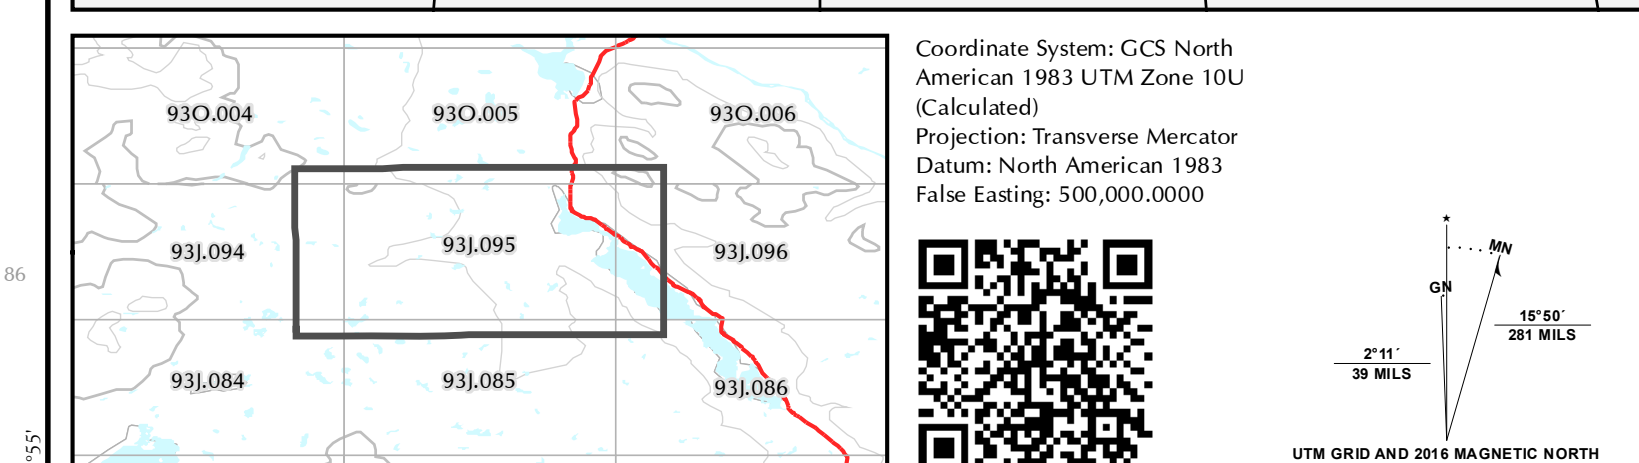 93O.004
93O.005
93O.006
93J.094
93J.095
93J.096
93J.084
93J.085
93J.086
86
°55'
Coordinate System: GCS North
American 1983 UTM Zone 10U
(Calculated)
Projection: Transverse Mercator
Datum: North American 1983
False Easting: 500,000.0000
MN
GN
15°50´
281 MILS
2°11´
39 MILS
UTM GRID AND 2016 MAGNETIC NORTH